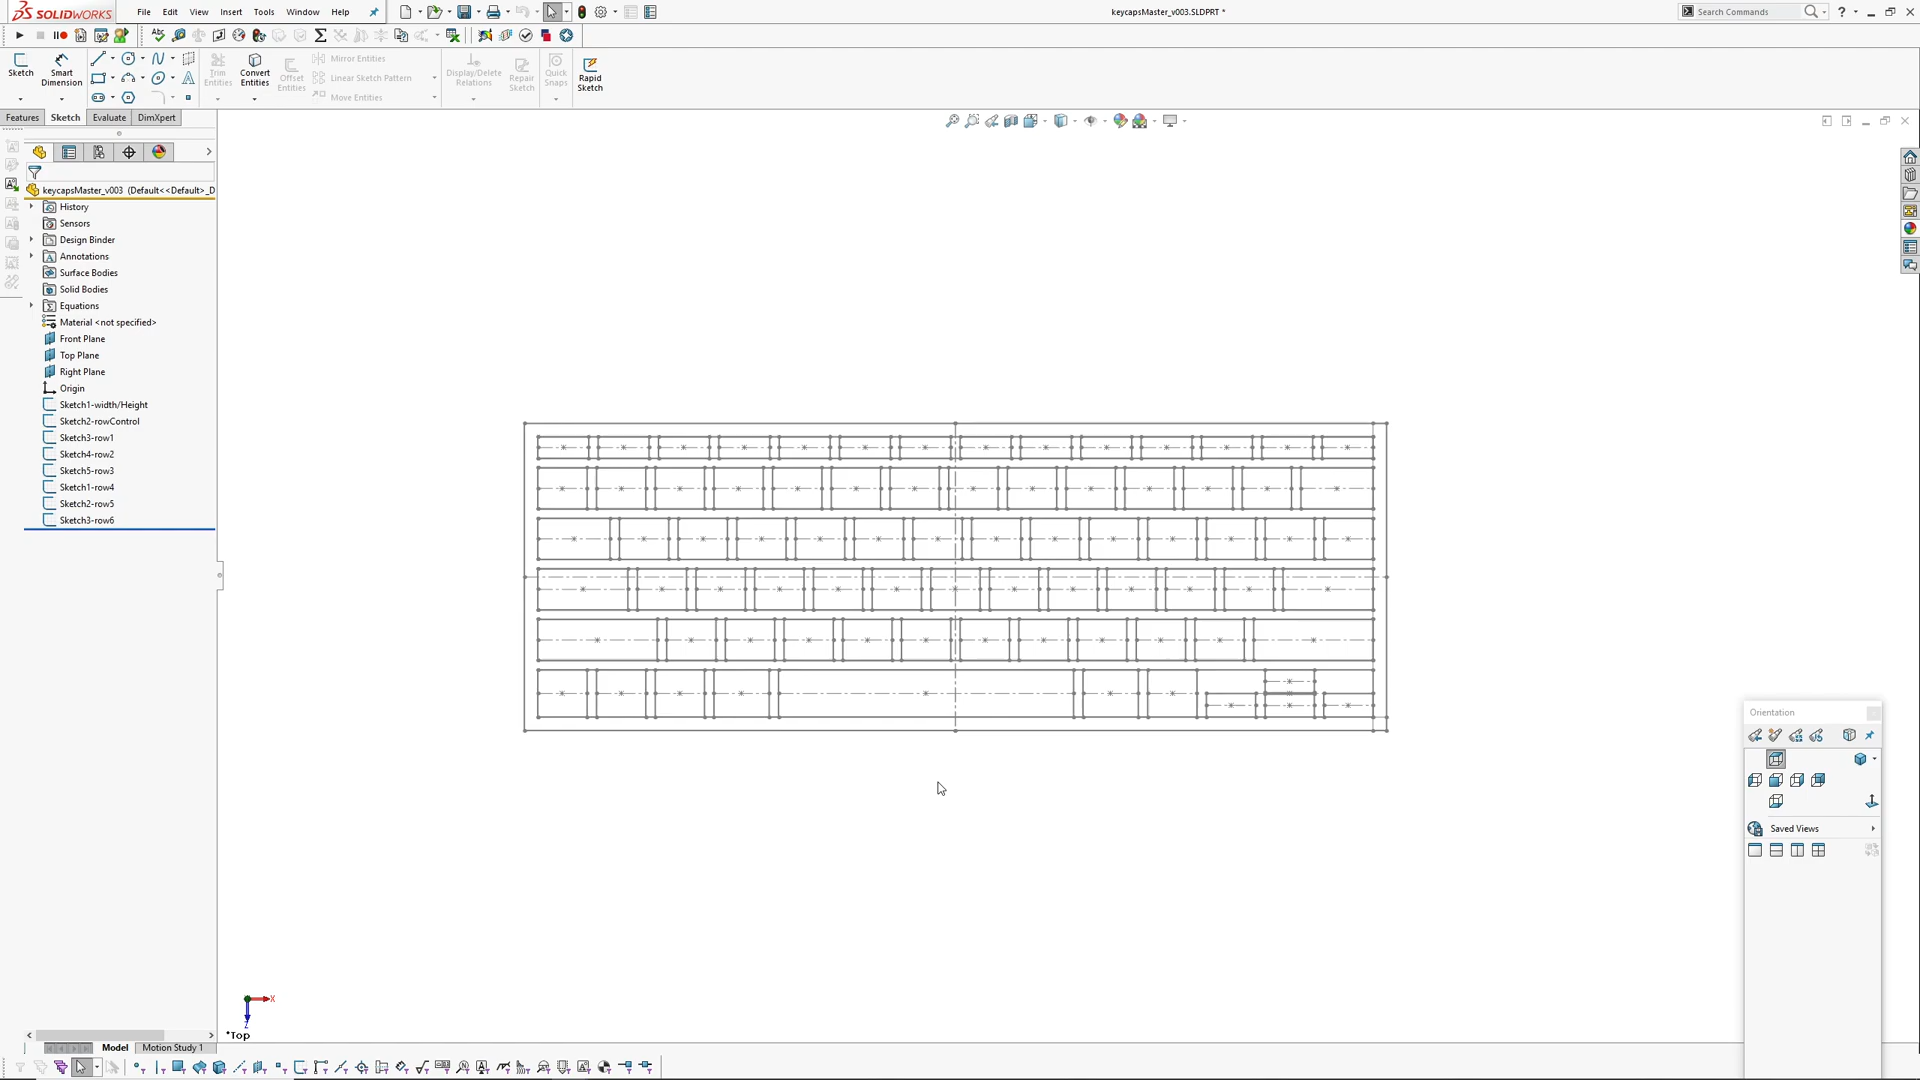 SOLIDWORKS File Edit View Insert Tools Window Help keycapsMaster_v003.SLDPRT * Search Commands ?
Sketch Smart Dimension Trim Entities Convert Entities Offset Entities Mirror Entities Linear Sketch Pattern Move Entities Display/Delete Relations Repair Sketch Quick Snaps Rapid Sketch
Features Sketch Evaluate DimXpert
keycapsMaster_v003 (Default<<Default>_D
History
Sensors
Design Binder
Annotations
Surface Bodies
Solid Bodies
Equations
Material <not specified>
Front Plane
Top Plane
Right Plane
Origin
Sketch1-width/Height
Sketch2-rowControl
Sketch3-row1
Sketch4-row2
Sketch5-row3
Sketch1-row4
Sketch2-row5
Sketch3-row6
Orientation
Saved Views
X
Z
*Top
Model Motion Study 1